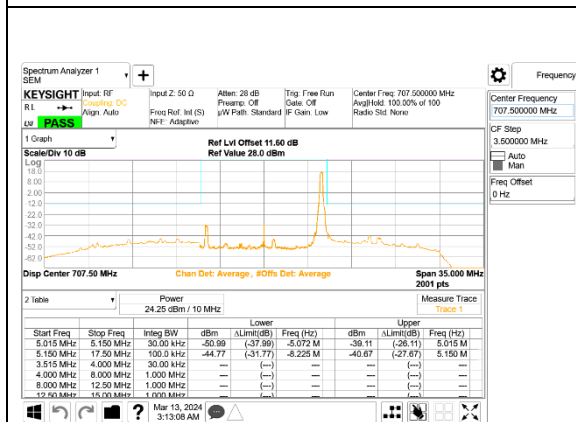 Spectrum Analyzer 1
SEM
Frequency
KEYSIGHT Input: RF Input Z: 50 Ω Atten: 28 dB Trig: Free Run Center Freq: 707.500000 MHz
Coupling: DC Preamp: Off Gate: Off Avg|Hold: 100.00% of 100
R L Align: Auto Freq Ref: Int (S) µW Path: Standard IF Gain: Low Radio Std: None
NFE: Adaptive
PASS
Center Frequency
707.500000 MHz
CF Step
3.500000 MHz
Auto
Man
Freq Offset
0 Hz
1 Graph
Ref Lvl Offset 11.60 dB
Scale/Div 10 dB Ref Value 28.0 dBm
Log
18.0
8.00
-2.00
-12.0
-22.0
-32.0
-42.0
-52.0
-62.0
Disp Center 707.50 MHz Chan Det: Average , #Offs Det: Average Span 35.000 MHz
2001 pts
2 Table Power Measure Trace
24.25 dBm / 10 MHz Trace 1
Lower Upper
Start Freq Stop Freq Integ BW dBm ΔLimit(dB) Freq (Hz) dBm ΔLimit(dB) Freq (Hz)
5.015 MHz 5.150 MHz 30.00 kHz -50.99 (-37.99) -5.072 M -39.11 (-26.11) 5.015 M
5.150 MHz 17.50 MHz 100.0 kHz -44.77 (-31.77) -8.225 M -40.67 (-27.67) 5.150 M
3.515 MHz 4.000 MHz 30.00 kHz --- (---) --- --- (---) ---
4.000 MHz 8.000 MHz 1.000 MHz --- (---) --- --- (---) ---
8.000 MHz 12.50 MHz 1.000 MHz --- (---) --- --- (---) ---
12.50 MHz 15.00 MHz 1.000 MHz --- (---) --- --- (---) ---
? Mar 13, 2024
3:13:08 AM